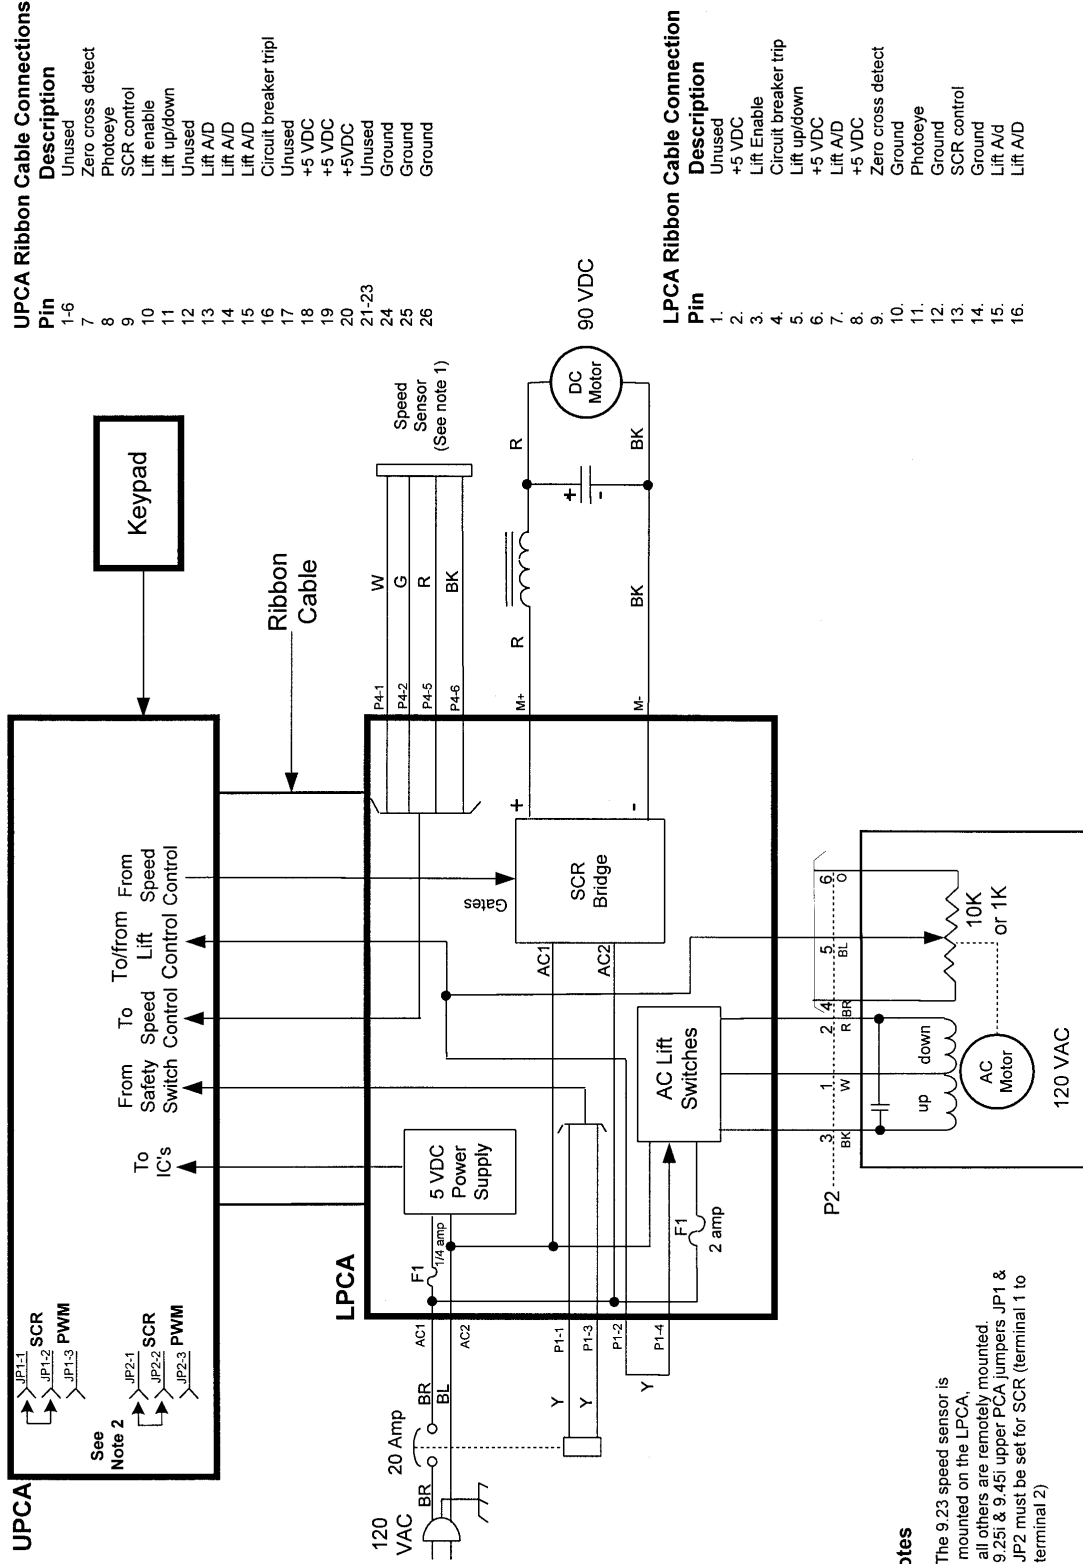 UPCA Ribbon Cable Connections
Pin Description
1-6 Unused
7 Zero cross detect
8 Photoeye
9 SCR control
10 Lift enable
11 Lift up/down
12 Unused
13 Lift A/D
14 Lift A/D
15 Lift A/D
16 Circuit breaker tripl
17 Unused
18 +5 VDC
19 +5 VDC
20 +5VDC
21-23 Unused
24 Ground
25 Ground
26 Ground
LPCA Ribbon Cable Connection
Pin Description
1. Unused
2. +5 VDC
3. Lift Enable
4. Circuit breaker trip
5. Lift up/down
6. +5 VDC
7. Lift A/D
8. +5 VDC
9. Zero cross detect
10. Ground
11. Photoeye
12. Ground
13. SCR control
14. Ground
15. Lift A/d
16. Lift A/D
Keypad
Ribbon
Cable
UPCA
JP1-1
JP1-2 SCR
JP1-3 PWM
See
Note 2
JP2-1
JP2-2 SCR
JP2-3 PWM
To
IC's
From
Safety
Switch
To
Speed
Control
To/from
Lift
Control
From
Speed
Control
LPCA
W
G
R
BK
P4-1
P4-2
P4-5
P4-6
Speed
Sensor
(See note 1)
M+
M-
R
R
BK
BK
+
-
DC
Motor
90 VDC
+
-
SCR
Bridge
Gates
AC1
AC2
5 VDC
Power
Supply
F1
1/4 amp
AC Lift
Switches
F1
2 amp
AC1
AC2
P1-1
P1-3
P1-2
P1-4
120
VAC
BR
20 Amp
BR
BL
Y
Y
Y
P2
3
BK
1
W
2
R
4
BR
5
BL
6
O
up
down
AC
Motor
10K
or 1K
120 VAC
otes
The 9.23 speed sensor is
mounted on the LPCA,
all others are remotely mounted.
9.25i & 9.45i upper PCA jumpers JP1 &
JP2 must be set for SCR (terminal 1 to
terminal 2)